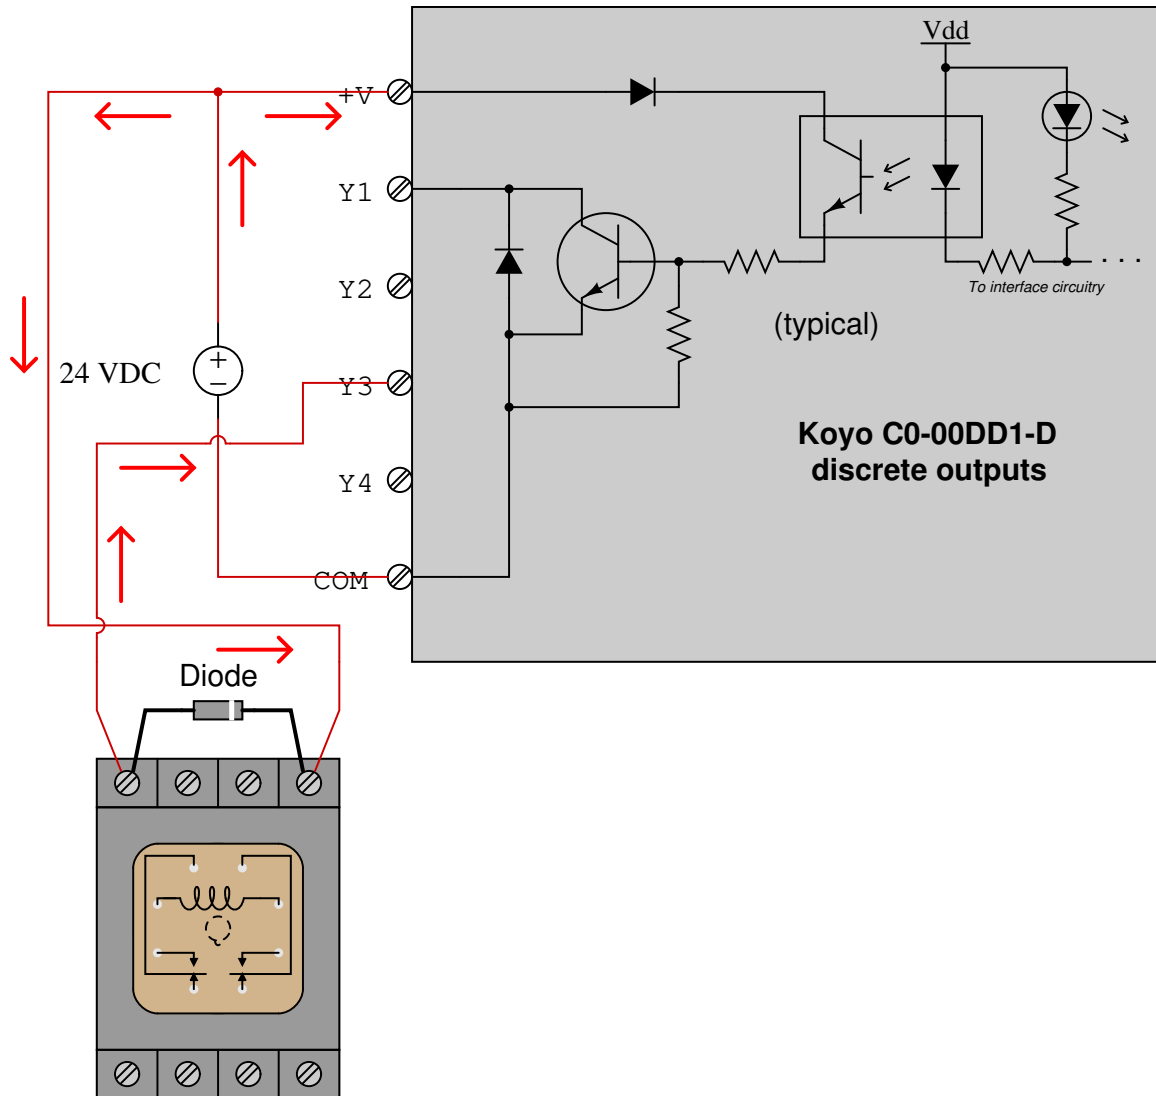 Vdd
+V
Y1
Y2
To interface circuitry
(typical)
24 VDC
+
−
Y3
Koyo C0-00DD1-D
discrete outputs
Y4
COM
Diode